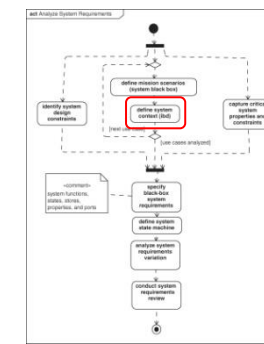 act Analyze System Requirements
define mission scenarios
(system black box)
identify system
design
constraints
define system
context (ibd)
capture critical
system
properties and
constraints
[use cases analyzed]
«comment»
system functions,
states, stores,
properties, and ports
specify
black-box
system
requirements
define system
state machine
analyze system
requirements
variation
conduct system
requirements
review